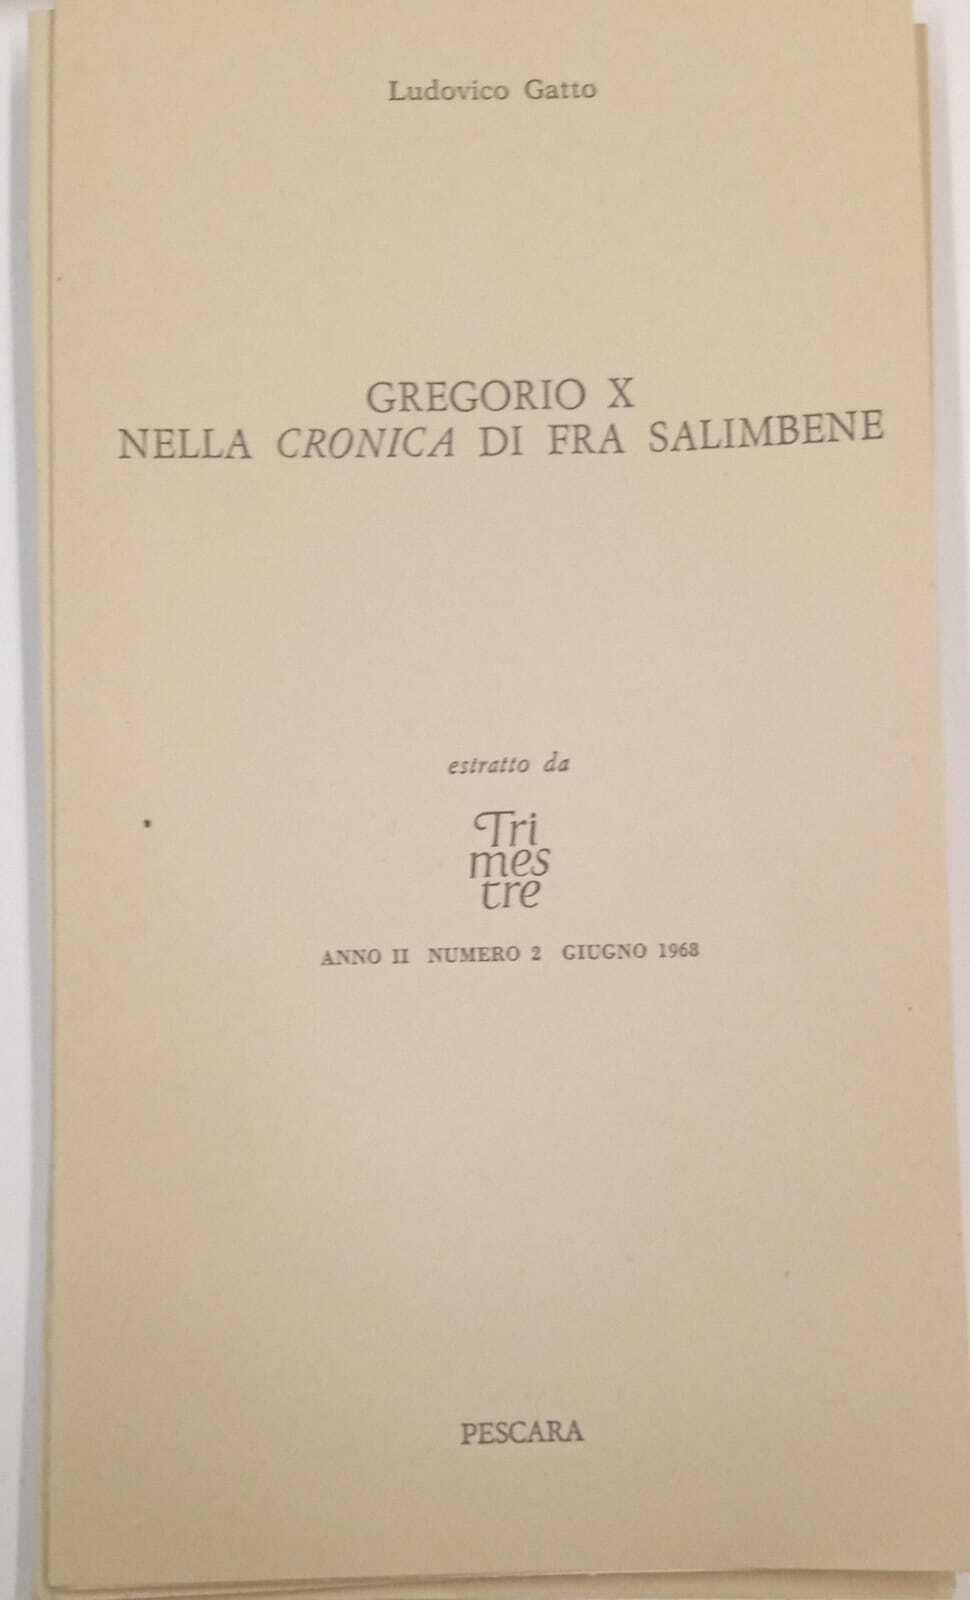 Ludovico Gatto
GREGORIO X
NELLA CRONICA DI FRA SALIMBENE
estratto da
Tri
mes
tre
ANNO II NUMERO 2 GIUGNO 1968
PESCARA